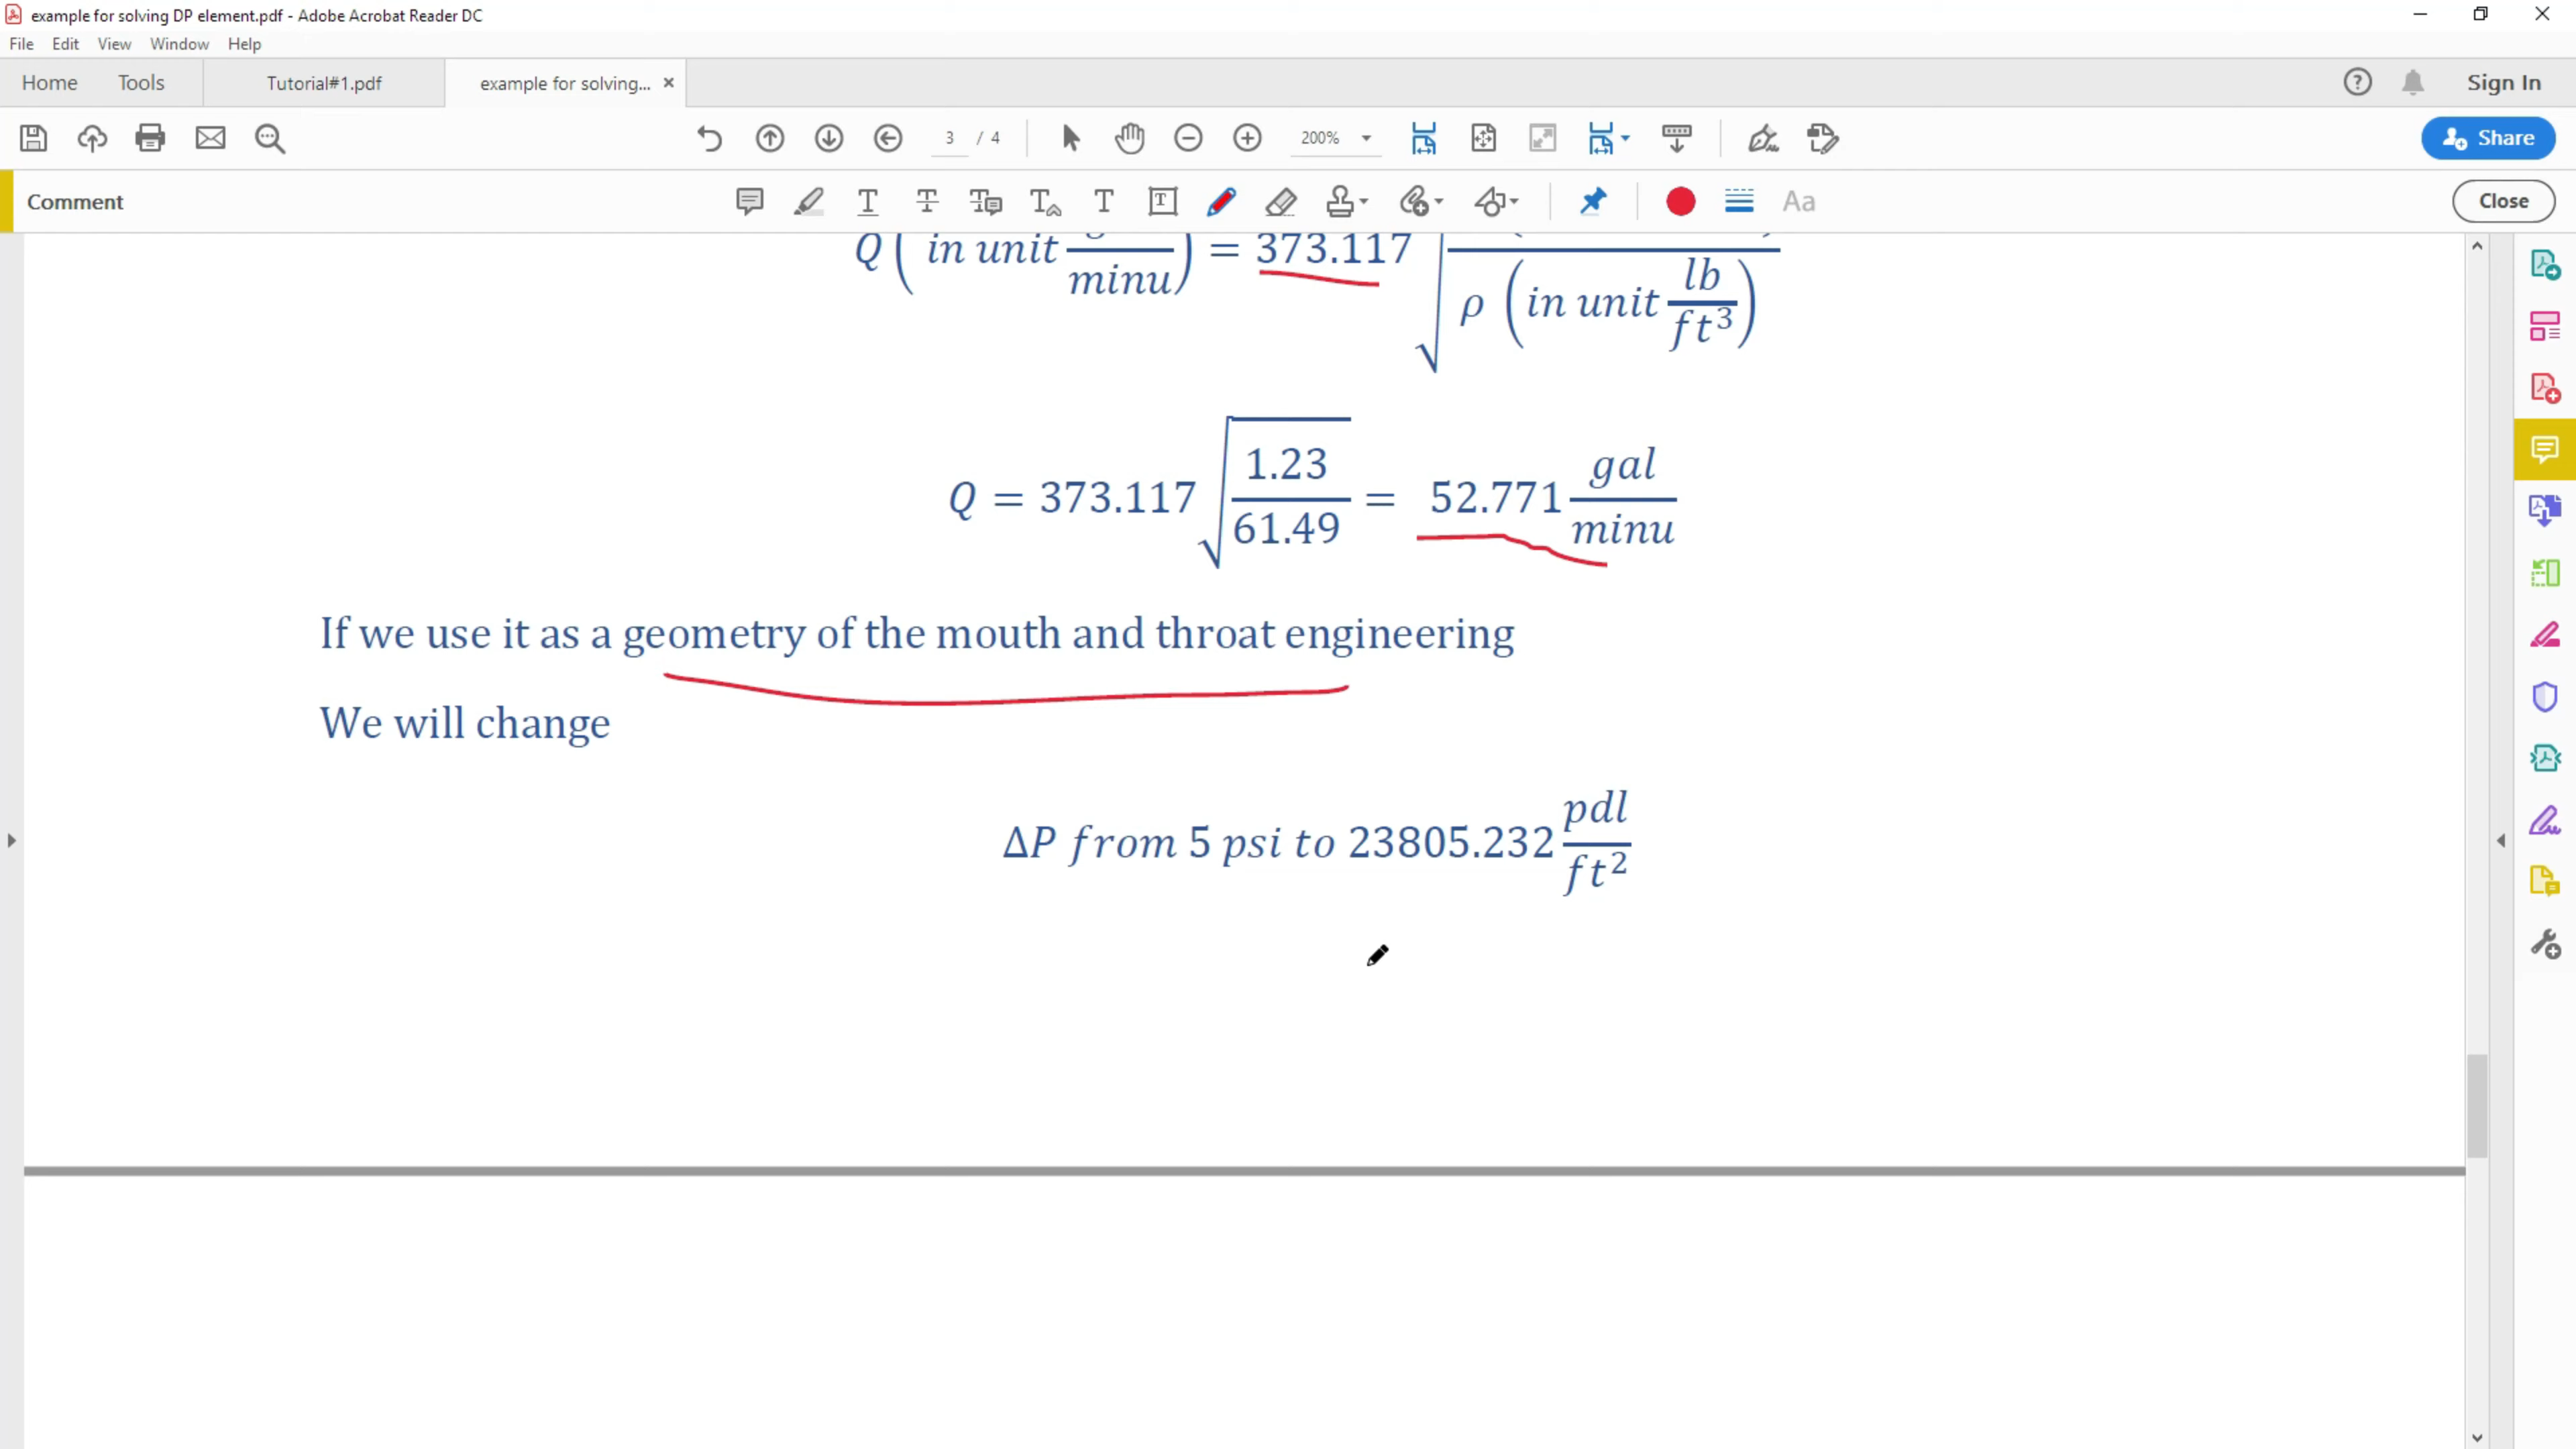 example for solving DP element.pdf - Adobe Acrobat Reader DC
File Edit View Window Help
Home Tools Tutorial#1.pdf example for solving... × Sign In
3 / 4 200% Share
Comment Aa Close
Q ( in unit /minu) = 373.117 √ / ρ (in unit lb/ft³)
Q = 373.117 √(1.23/61.49) = 52.771 gal/minu
If we use it as a geometry of the mouth and throat engineering
We will change
ΔP from 5 psi to 23805.232 pdl/ft²